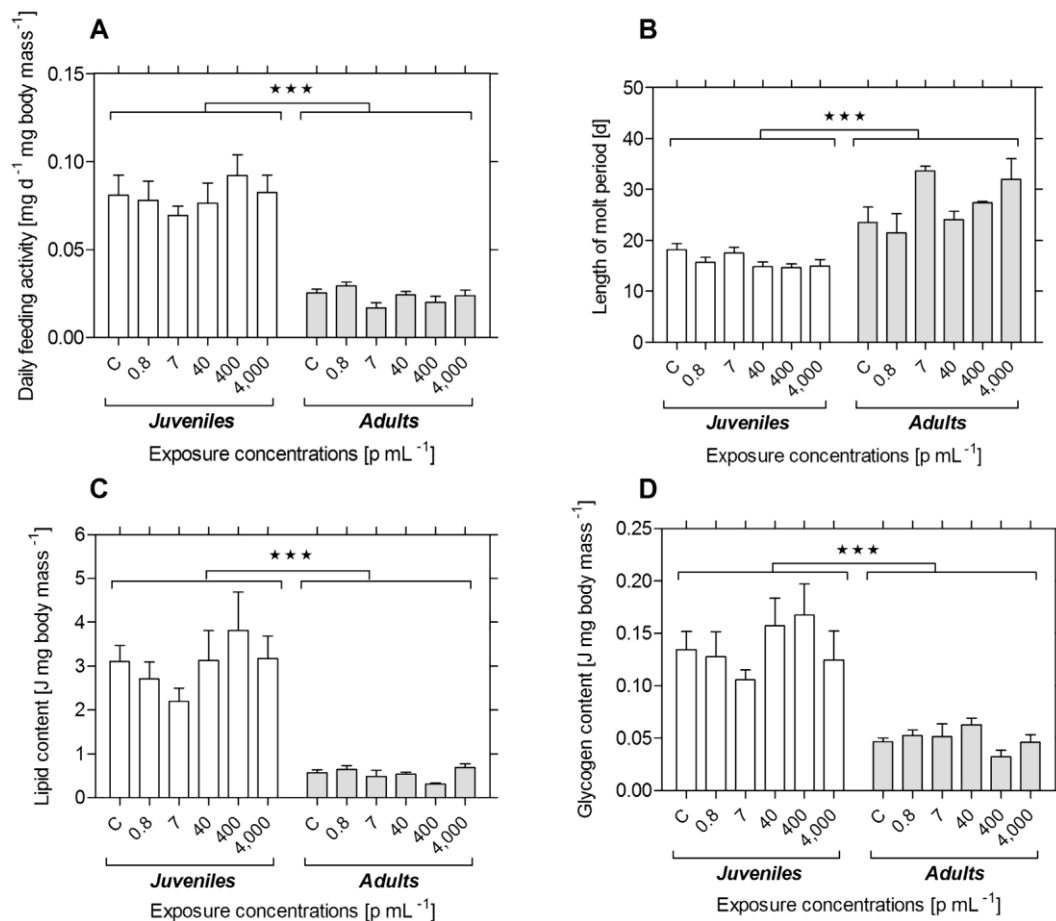 A
Daily feeding activity [mg d⁻¹ mg body mass⁻¹]
0.15
0.10
0.05
0.00
★★★
C 0.8 7 40 400 4,000 C 0.8 7 40 400 4,000
Juveniles Adults
Exposure concentrations [p mL⁻¹]
B
Length of molt period [d]
50
40
30
20
10
0
★★★
C 0.8 7 40 400 4,000 C 0.8 7 40 400 4,000
Juveniles Adults
Exposure concentrations [p mL⁻¹]
C
Lipid content [J mg body mass⁻¹]
6
5
4
3
2
1
0
★★★
C 0.8 7 40 400 4,000 C 0.8 7 40 400 4,000
Juveniles Adults
Exposure concentrations [p mL⁻¹]
D
Glycogen content [J mg body mass⁻¹]
0.25
0.20
0.15
0.10
0.05
0.00
★★★
C 0.8 7 40 400 4,000 C 0.8 7 40 400 4,000
Juveniles Adults
Exposure concentrations [p mL⁻¹]